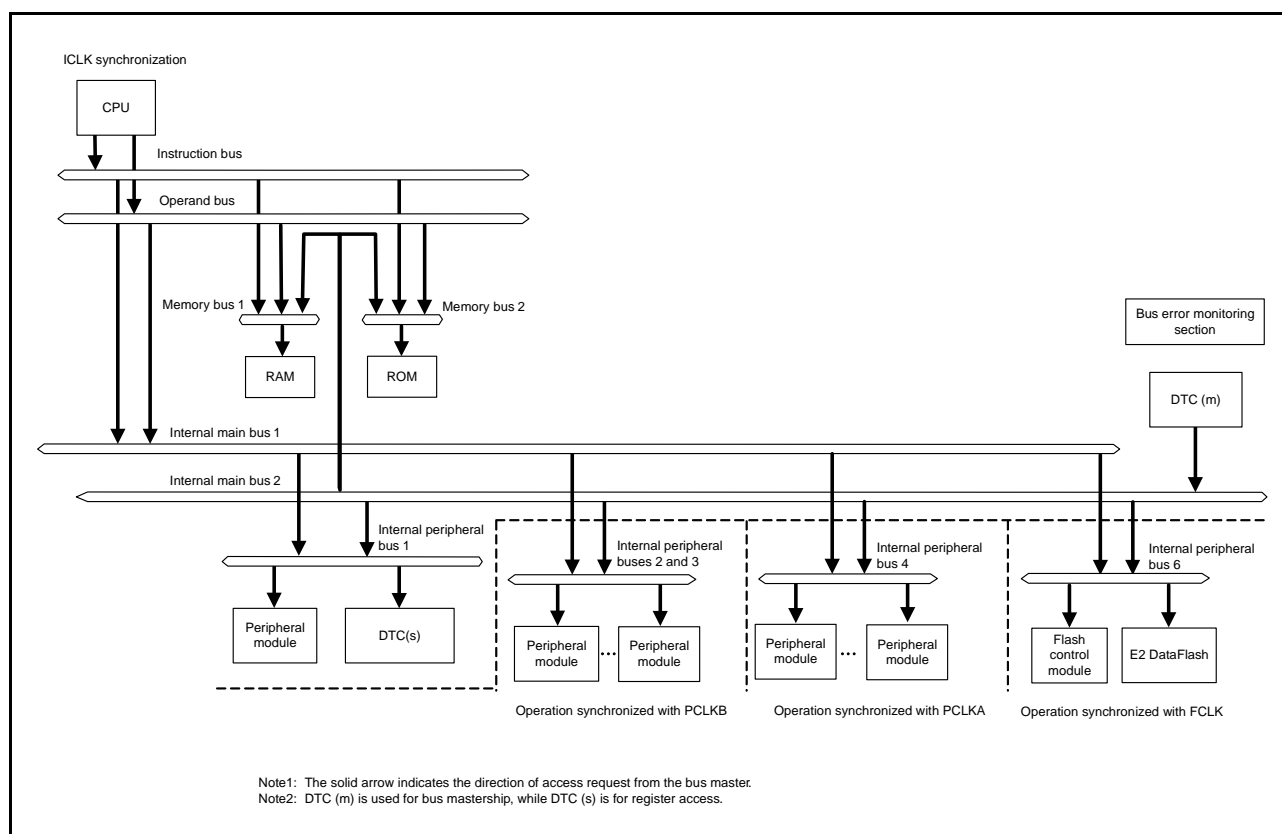 ICLK synchronization
CPU
Instruction bus
Operand bus
Memory bus 1
Memory bus 2
Bus error monitoring
section
RAM
ROM
DTC (m)
Internal main bus 1
Internal main bus 2
Internal peripheral
bus 1
Internal peripheral
buses 2 and 3
Internal peripheral
bus 4
Internal peripheral
bus 6
Peripheral
module
DTC(s)
Peripheral
module
...
Peripheral
module
Peripheral
module
...
Peripheral
module
Flash
control
module
E2 DataFlash
Operation synchronized with PCLKB
Operation synchronized with PCLKA
Operation synchronized with FCLK
Note1: The solid arrow indicates the direction of access request from the bus master.
Note2: DTC (m) is used for bus mastership, while DTC (s) is for register access.